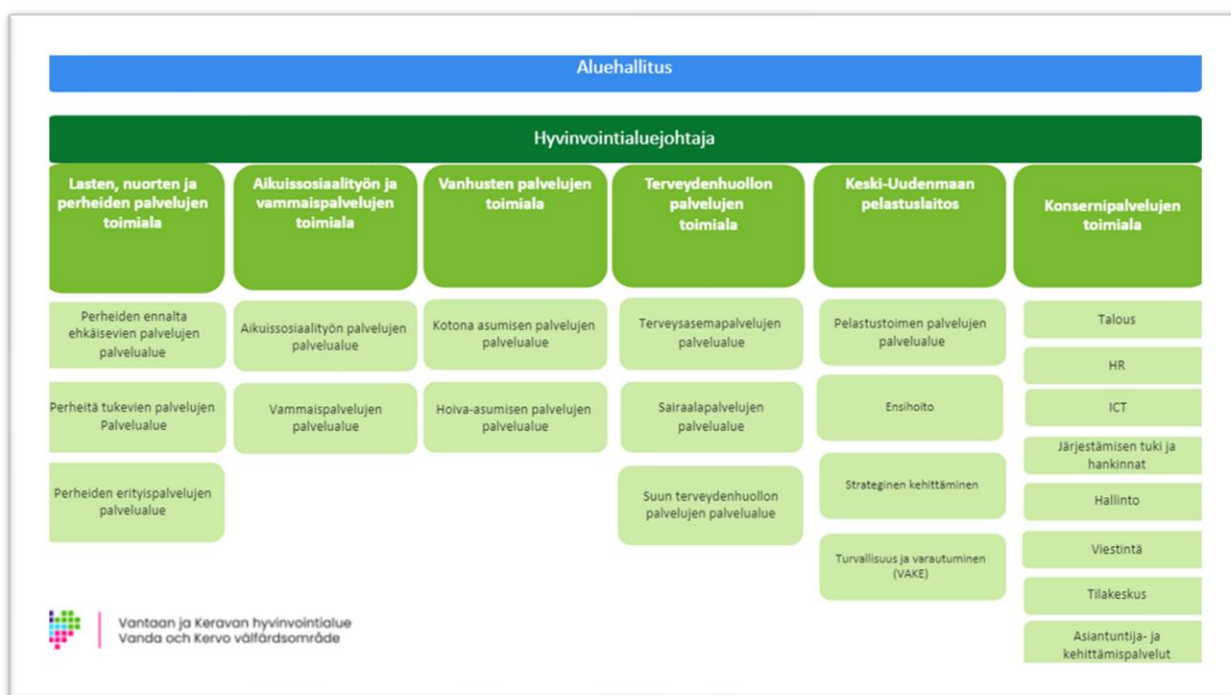 Aluehallitus
Hyvinvointialuejohtaja
Lasten, nuorten ja
perheiden palvelujen
toimiala
Perheiden ennalta
ehkäisevien palvelujen
palvelualue
Perheitä tukevien palvelujen
Palvelualue
Perheiden erityispalvelujen
palvelualue
Aikuissosiaalityön ja
vammaispalvelujen
toimiala
Aikuissosiaalityön palvelujen
palvelualue
Vammaispalvelujen
palvelualue
Vanhusten palvelujen
toimiala
Kotona asumisen palvelujen
palvelualue
Hoiva-asumisen palvelujen
palvelualue
Terveydenhuollon
palvelujen
toimiala
Terveysasemapalvelujen
palvelualue
Sairaalapalvelujen
palvelualue
Suun terveydenhuollon
palvelujen palvelualue
Keski-Uudenmaan
pelastuslaitos
Pelastustoimen palvelujen
palvelualue
Ensihoito
Strateginen kehittäminen
Turvallisuus ja varautuminen
(VAKE)
Konsernipalvelujen
toimiala
Talous
HR
ICT
Järjestämisen tuki ja
hankinnat
Hallinto
Viestintä
Tilakeskus
Asiantuntija- ja
kehittämispalvelut
Vantaan ja Keravan hyvinvointialue
Vanda och Kervo välfärdsområde